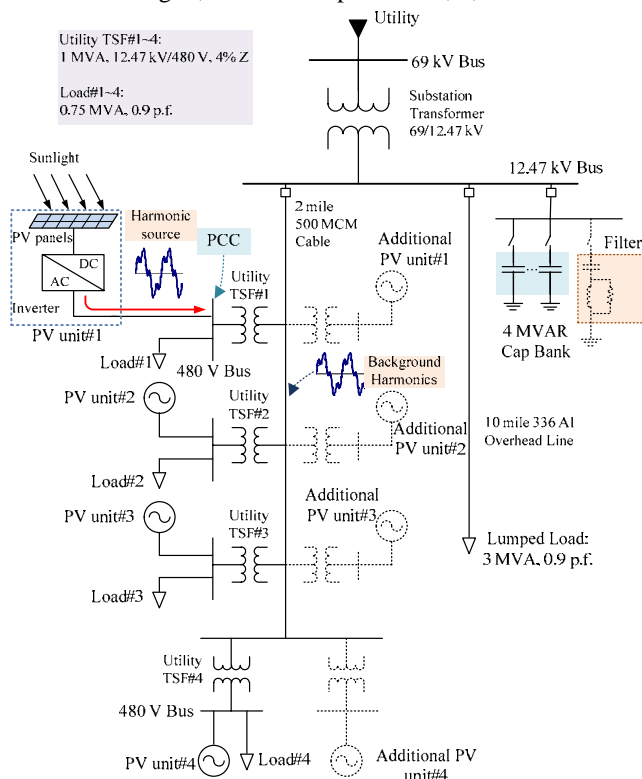 Utility
Utility TSF#1~4:
1 MVA, 12.47 kV/480 V, 4% Z
Load#1~4:
0.75 MVA, 0.9 p.f.
69 kV Bus
Substation
Transformer
69/12.47 kV
Sunlight
12.47 kV Bus
PV panels
DC
AC
Inverter
PV unit#1
Harmonic
source
PCC
2 mile
500 MCM
Cable
Additional
PV unit#1
Filter
Utility
TSF#1
4 MVAR
Cap Bank
Load#1
480 V Bus
Background
Harmonics
PV unit#2
Utility
TSF#2
Additional
PV unit#2
10 mile 336 Al
Overhead Line
Load#2
PV unit#3
Utility
TSF#3
Additional
PV unit#3
Load#3
Lumped Load:
3 MVA, 0.9 p.f.
Utility
TSF#4
480 V Bus
PV unit#4
Load#4
Additional PV
unit#4